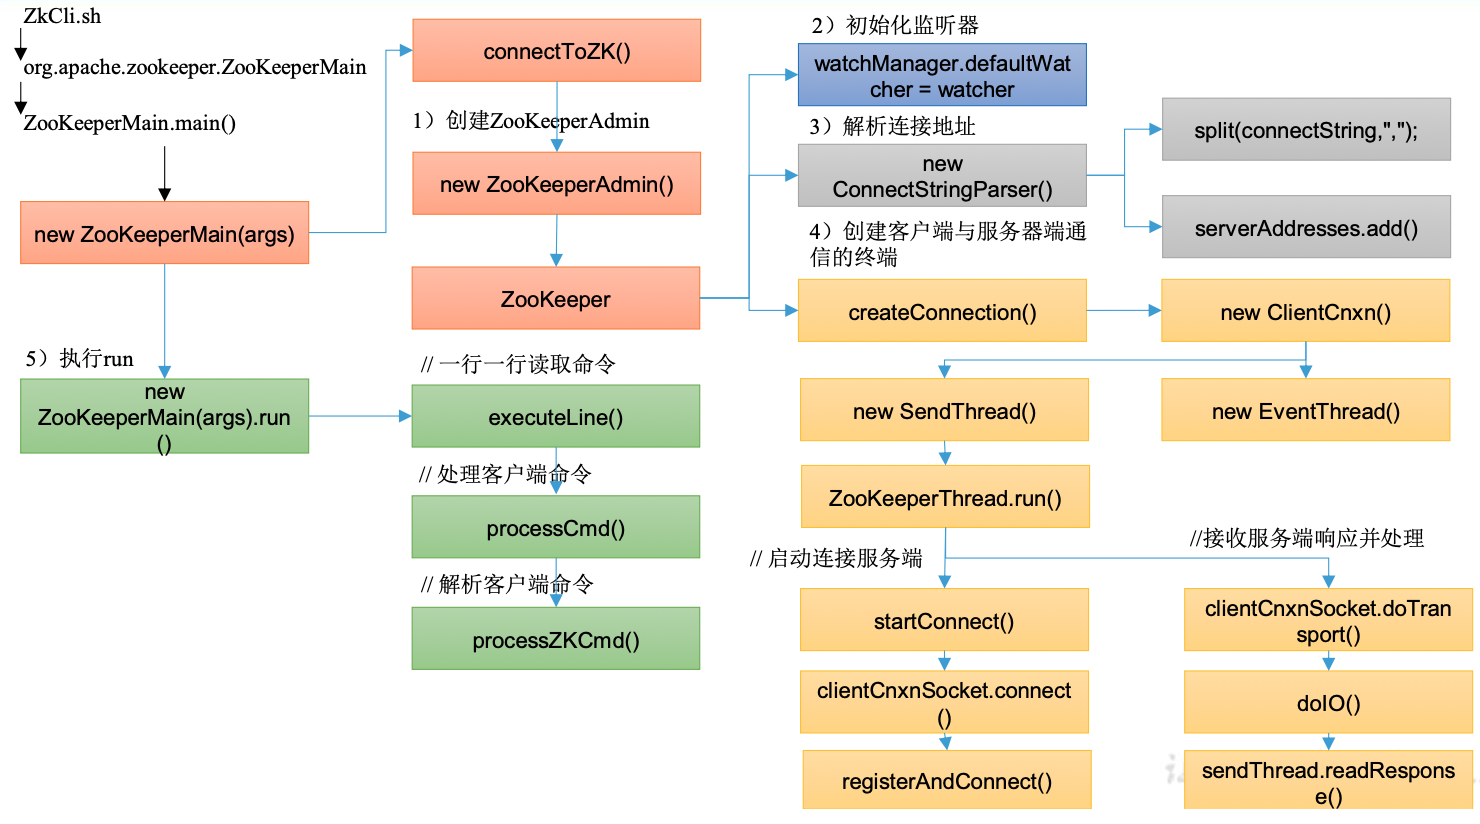 ZkCli.sh
org.apache.zookeeper.ZooKeeperMain
ZooKeeperMain.main()
new ZooKeeperMain(args)
5）执行run
new
ZooKeeperMain(args).run
()
connectToZK()
1）创建ZooKeeperAdmin
new ZooKeeperAdmin()
ZooKeeper
// 一行一行读取命令
executeLine()
// 处理客户端命令
processCmd()
// 解析客户端命令
processZKCmd()
2）初始化监听器
watchManager.defaultWat
cher = watcher
3）解析连接地址
new
ConnectStringParser()
split(connectString,",");
serverAddresses.add()
4）创建客户端与服务器端通
信的终端
createConnection()
new ClientCnxn()
new SendThread()
new EventThread()
ZooKeeperThread.run()
// 启动连接服务端
//接收服务端响应并处理
startConnect()
clientCnxnSocket.connect
()
registerAndConnect()
clientCnxnSocket.doTran
sport()
doIO()
sendThread.readRespons
e()